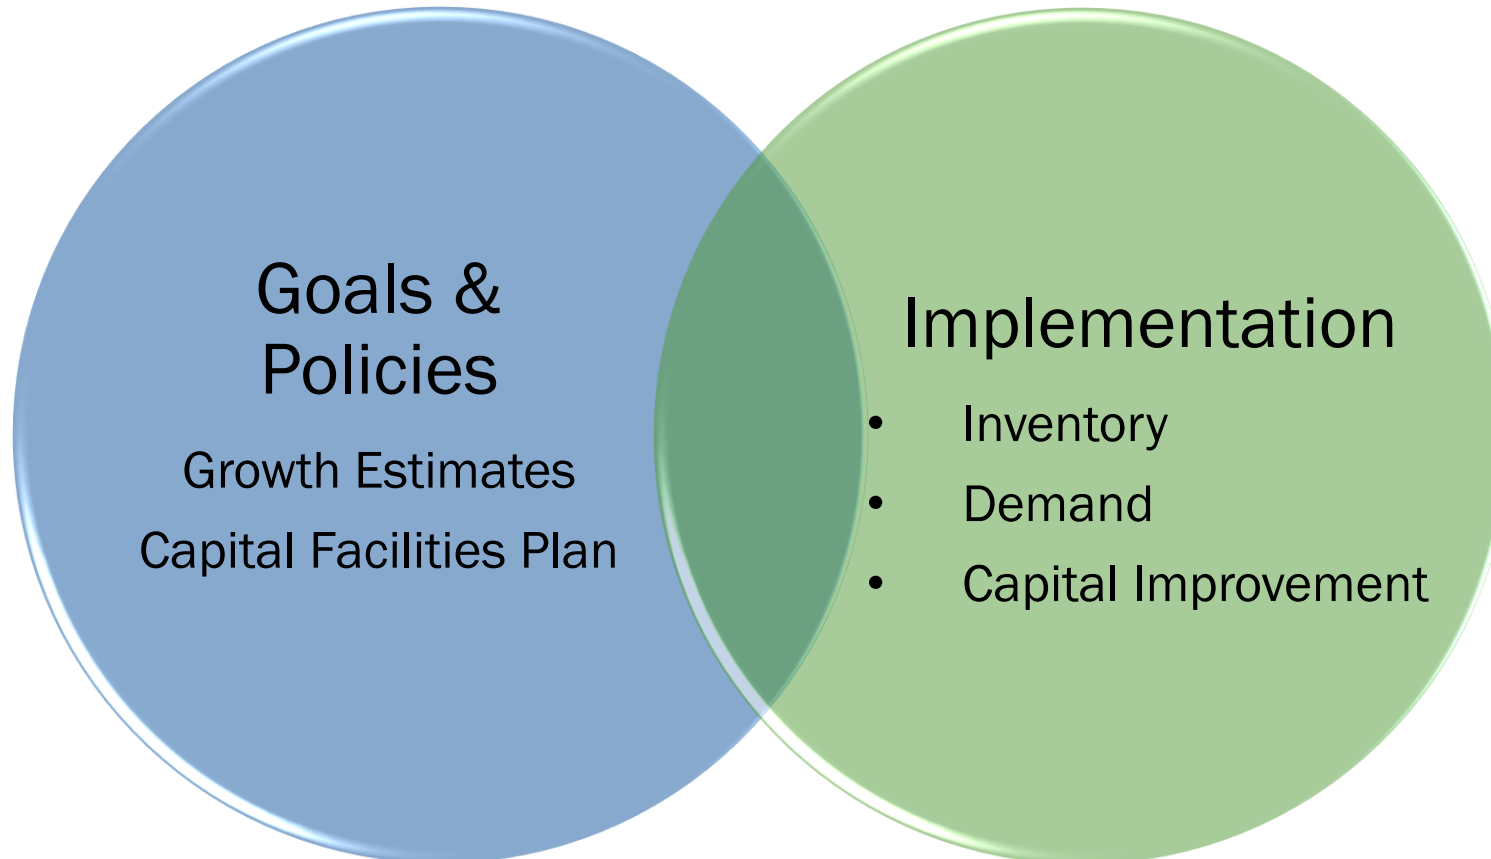 Goals &
Policies
Growth Estimates
Capital Facilities Plan
Implementation
• Inventory
• Demand
• Capital Improvement